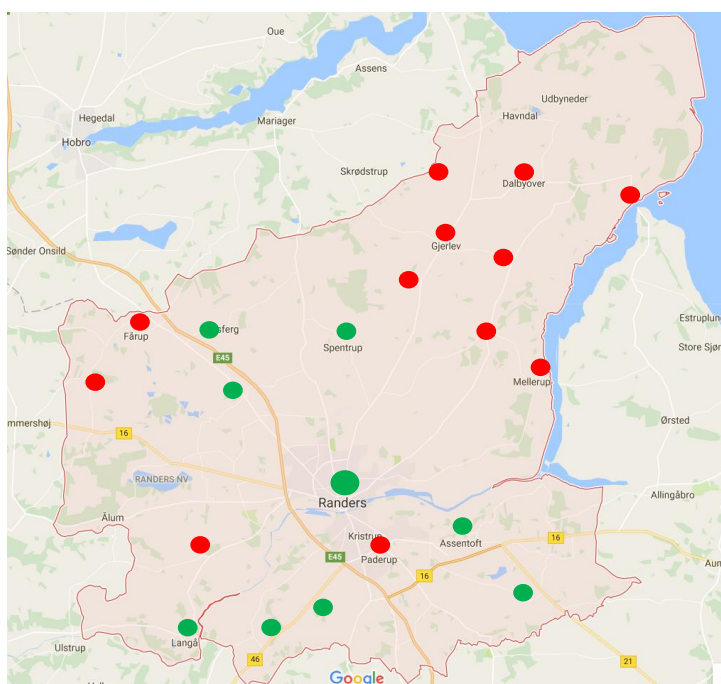 Oue
Assens
Hegedal
Udbyneder
Havndal
Mariager
Hobro
Skrødstrup
Dalbyover
Gjerlev
Sønder Onsild
Estruplund
sferg
Fårup
Spentrup
Store Sjør
E45
Mellerup
mmershøj
16
Ørsted
RANDERS NV
Allingåbro
Randers
Ålum
Kristrup
Assentoft
16
E45
Paderup
Aun
16
Langå
Ulstrup
46
21
Google